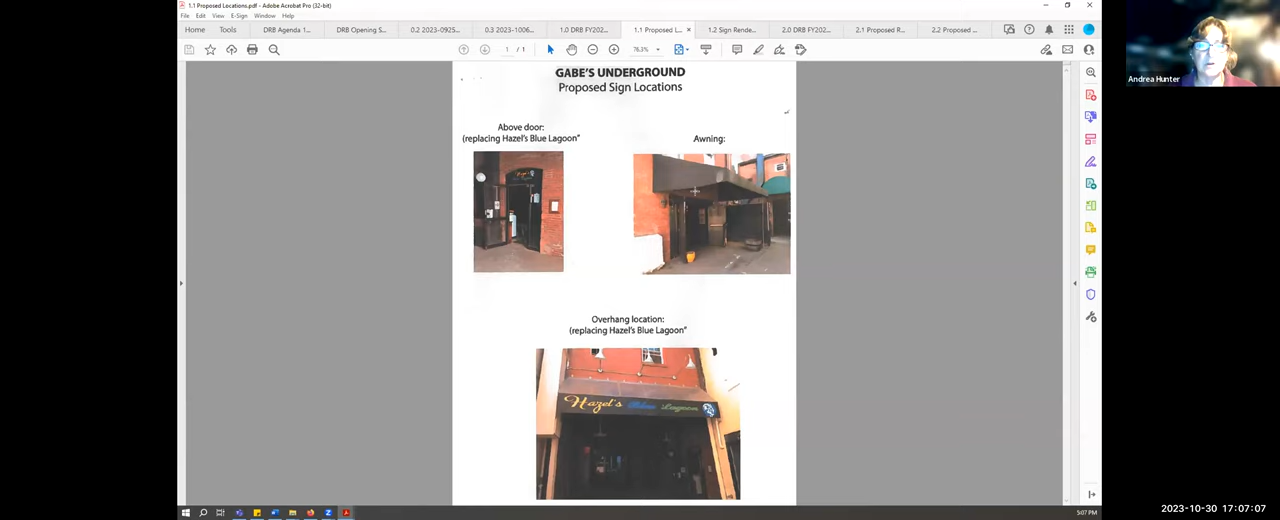 1.1 Proposed Locations.pdf - Adobe Acrobat Pro (32-bit)
File Edit View E-Sign Window Help
Home Tools DRB Agenda 1... DRB Opening S... 0.2 2023-0925... 0.3 2023-1006... 1.0 DRB FY202... 1.1 Proposed L... × 1.2 Sign Rende... 2.0 DRB FY202... 2.1 Proposed R... 2.2 Proposed ...
1 / 1 76.3%
GABE'S UNDERGROUND
Proposed Sign Locations
Above door:
(replacing Hazel's Blue Lagoon"
Awning:
Overhang location:
(replacing Hazel's Blue Lagoon"
Hazel's Blue Lagoon
Andrea Hunter
5:07 PM
2023-10-30 17:07:07